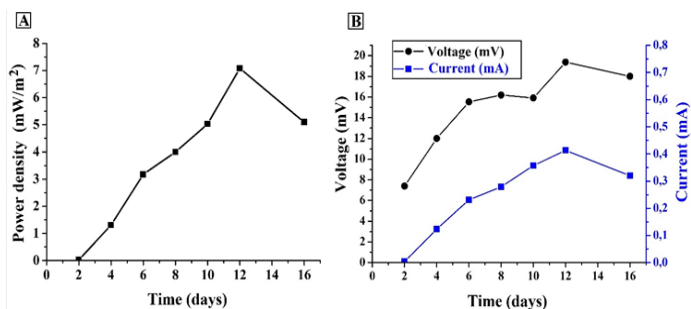 A
Power density (mW/m²)
8
7
6
5
4
3
2
1
0
0 2 4 6 8 10 12 14 16
Time (days)
B
Voltage (mV)
Current (mA)
Voltage (mV)
20
18
16
14
12
10
8
6
4
2
0
0 2 4 6 8 10 12 14 16
Time (days)
0,8
0,7
0,6
0,5
0,4
0,3
0,2
0,1
0,0
Current (mA)